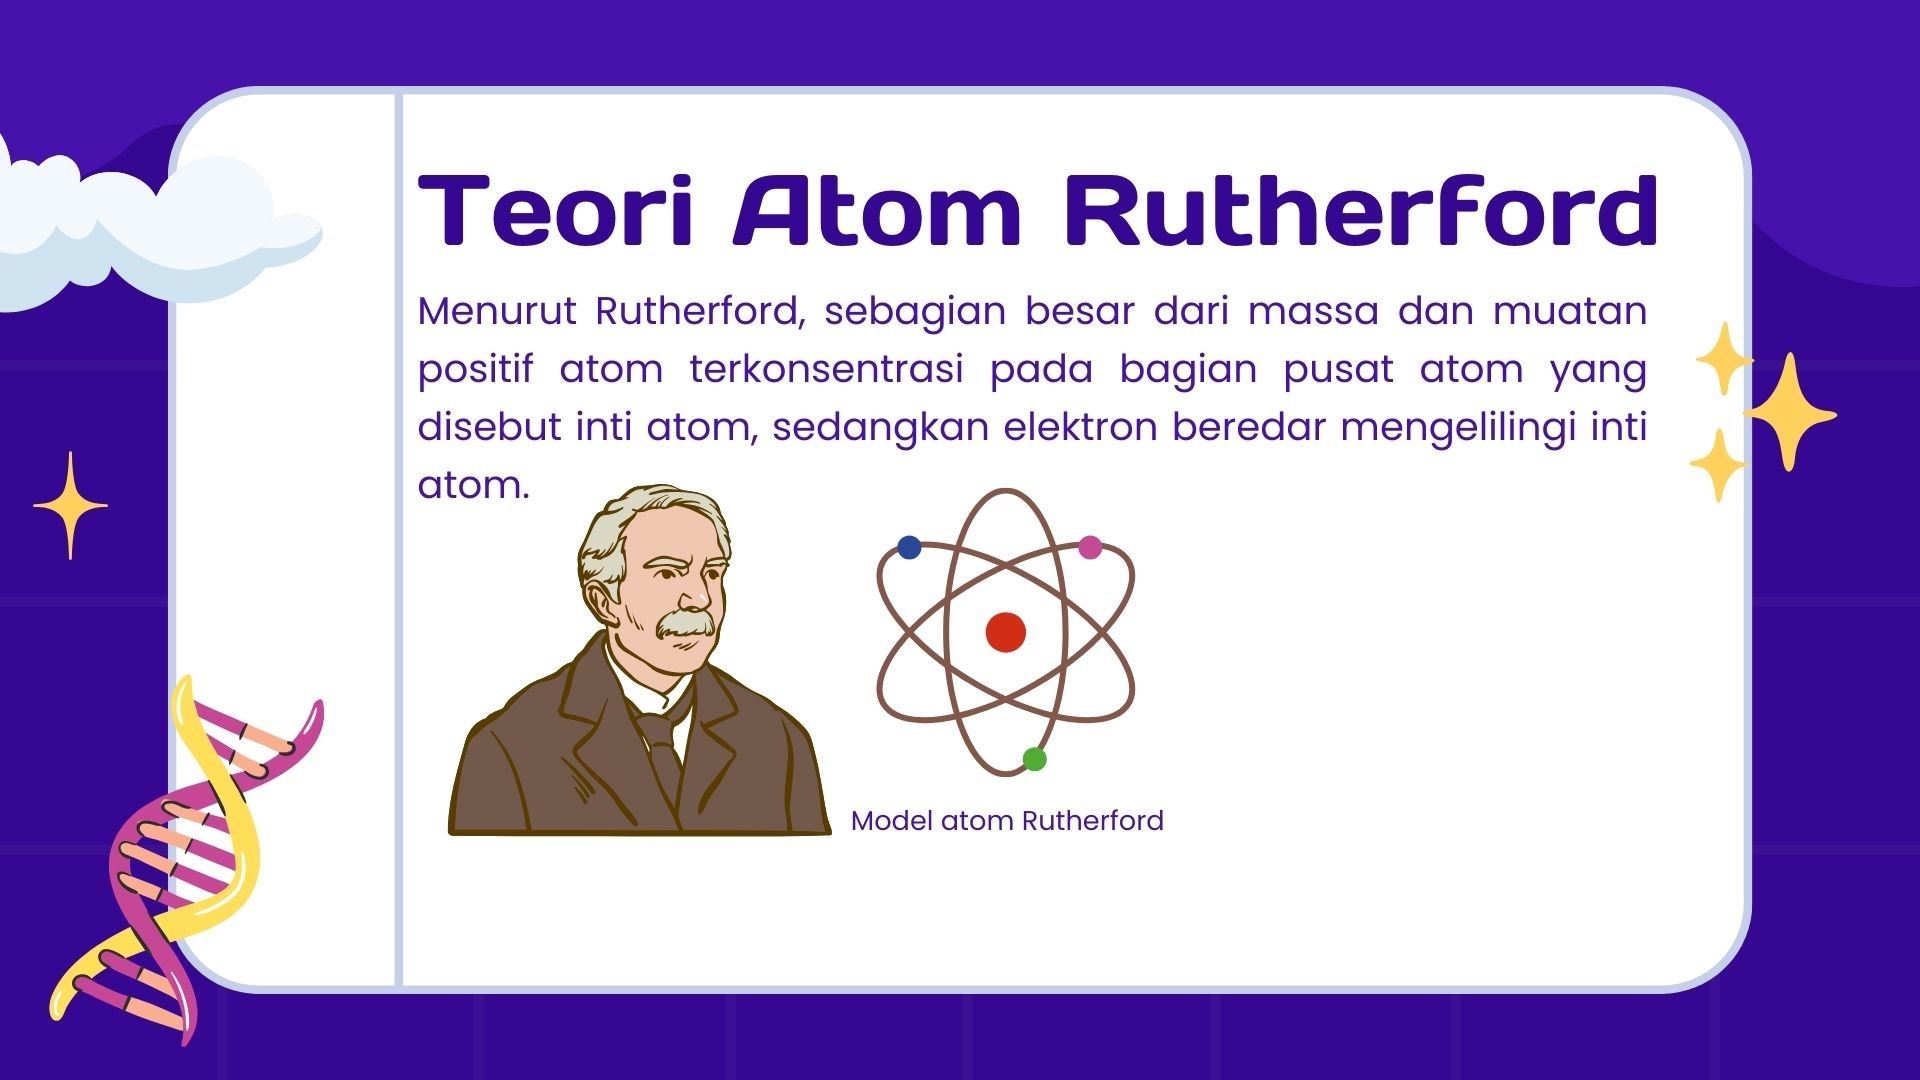 Teori Atom Rutherford
Menurut Rutherford, sebagian besar dari massa dan muatan
positif atom terkonsentrasi pada bagian pusat atom yang
disebut inti atom, sedangkan elektron beredar mengelilingi inti
atom.
Model atom Rutherford